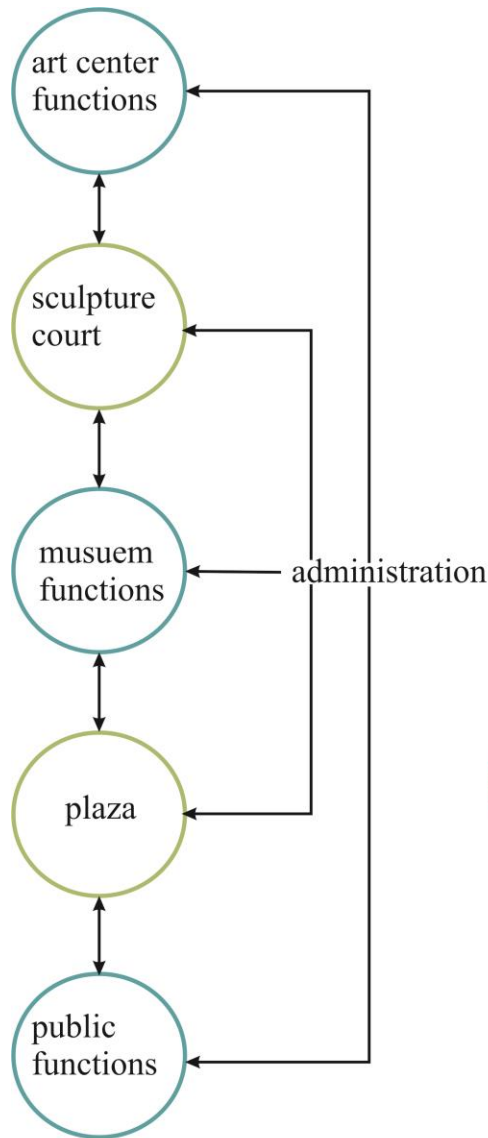 art center
functions
sculpture
court
musuem
functions
administration
plaza
public
functions